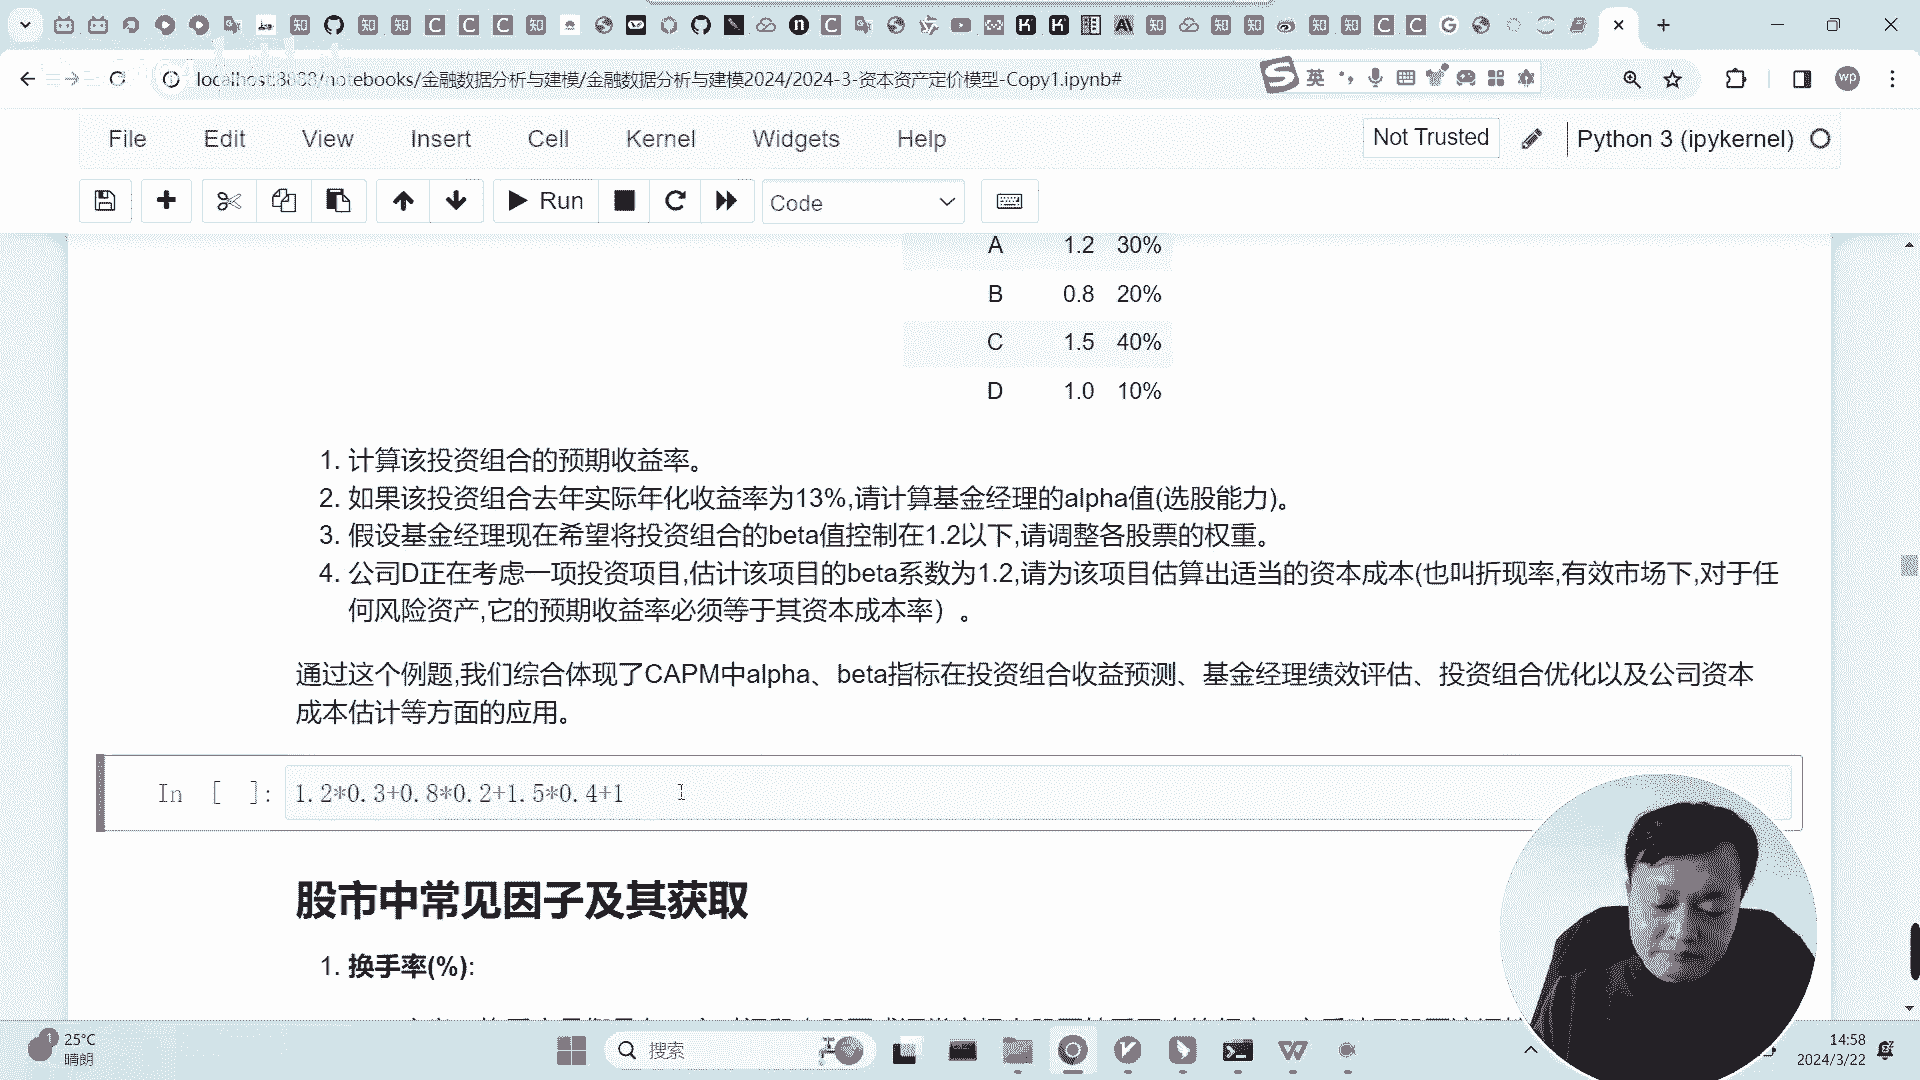 localhost:8888/notebooks/金融数据分析与建模/金融数据分析与建模2024/2024-3-资本资产定价模型-Copy1.ipynb#
英
wp
File Edit View Insert Cell Kernel Widgets Help
Not Trusted
Python 3 (ipykernel)
Run
Code
A 1.2 30%
B 0.8 20%
C 1.5 40%
D 1.0 10%
1. 计算该投资组合的预期收益率。
2. 如果该投资组合去年实际年化收益率为13%,请计算基金经理的alpha值(选股能力)。
3. 假设基金经理现在希望将投资组合的beta值控制在1.2以下,请调整各股票的权重。
4. 公司D正在考虑一项投资项目,估计该项目的beta系数为1.2,请为该项目估算出适当的资本成本(也叫折现率,有效市场下,对于任
何风险资产,它的预期收益率必须等于其资本成本率）。
通过这个例题,我们综合体现了CAPM中alpha、beta指标在投资组合收益预测、基金经理绩效评估、投资组合优化以及公司资本
成本估计等方面的应用。
In [ ]: 1.2*0.3+0.8*0.2+1.5*0.4+1
股市中常见因子及其获取
1. 换手率(%):
25°C
晴朗
搜索
14:58
2024/3/22